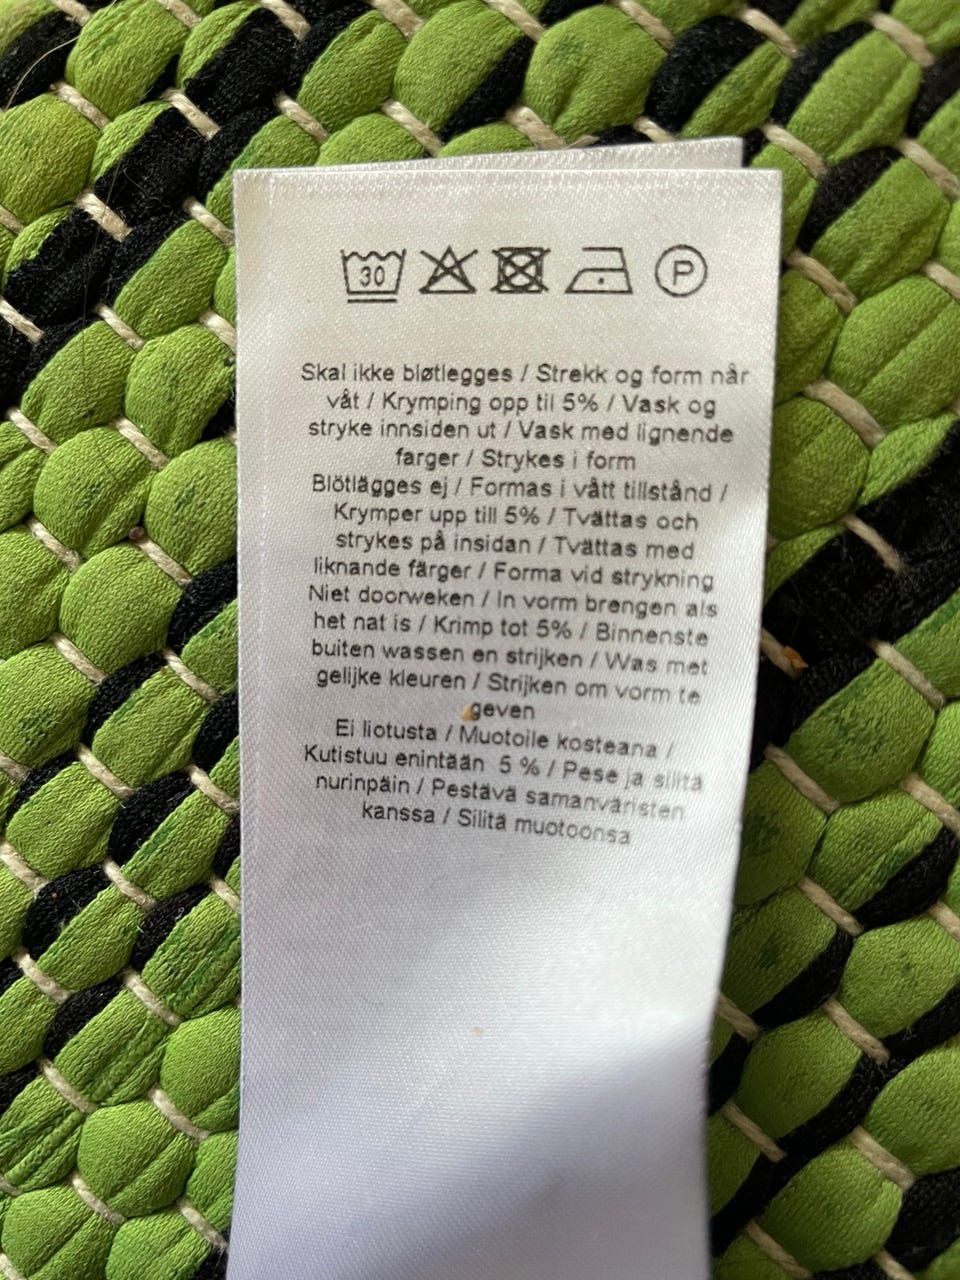 30 P
Skal ikke bløtlegges / Strekk og form når
våt / Krymping opp til 5% / Vask og
stryke innsiden ut / Vask med lignende
farger / Strykes i form
Blötlägges ej / Formas i vått tillstånd /
Krymper upp till 5% / Tvättas och
strykes på insidan / Tvättas med
liknande färger / Forma vid strykning
Niet doorweken / In vorm brengen als
het nat is / Krimp tot 5% / Binnenste
buiten wassen en strijken / Was met
gelijke kleuren / Strijken om vorm te
geven
Ei liotusta / Muotoile kosteana /
Kutistuu enintään 5 % / Pese ja silitä
nurinpäin / Pestävä samanväristen
kanssa / Silitä muotoonsa